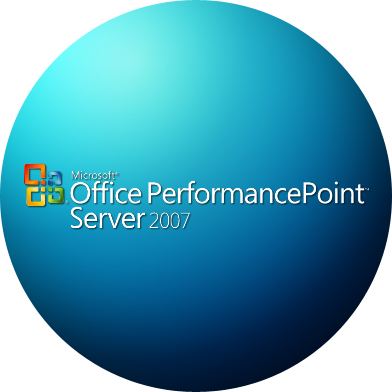 Microsoft®
Office PerformancePoint™
Server 2007